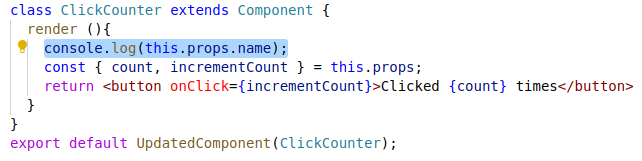 class ClickCounter extends Component {
  render (){
    console.log(this.props.name);
    const { count, incrementCount } = this.props;
    return <button onClick={incrementCount}>Clicked {count} times</button>
  }
}
export default UpdatedComponent(ClickCounter);